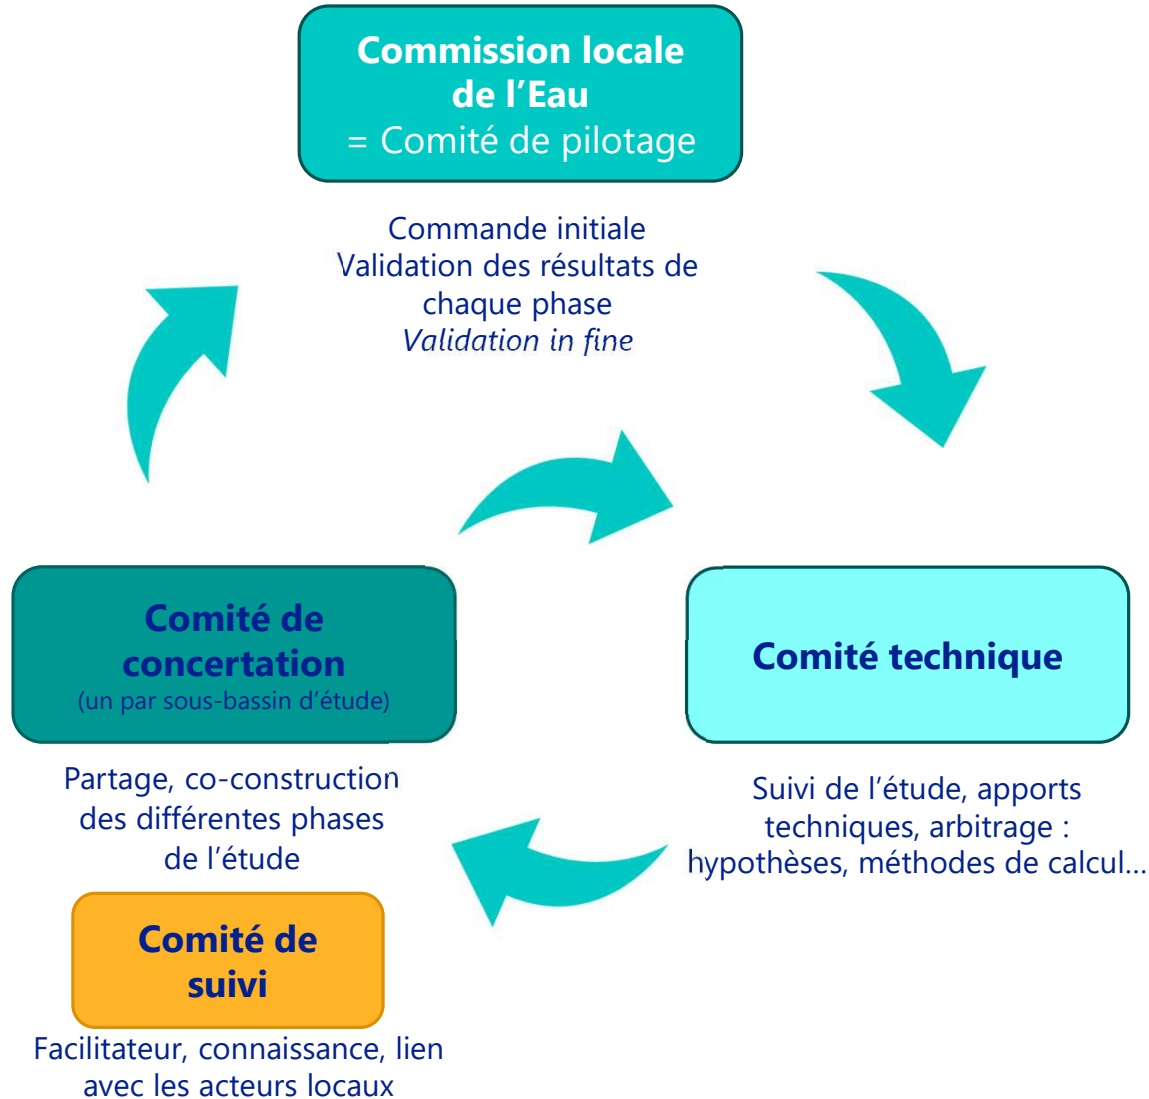 Commission locale
de l’Eau
= Comité de pilotage
Commande initiale
Validation des résultats de
chaque phase
Validation in fine
Comité de
concertation
(un par sous-bassin d’étude)
Partage, co-construction
des différentes phases
de l’étude
Comité technique
Suivi de l’étude, apports
techniques, arbitrage :
hypothèses, méthodes de calcul…
Comité de
suivi
Facilitateur, connaissance, lien
avec les acteurs locaux